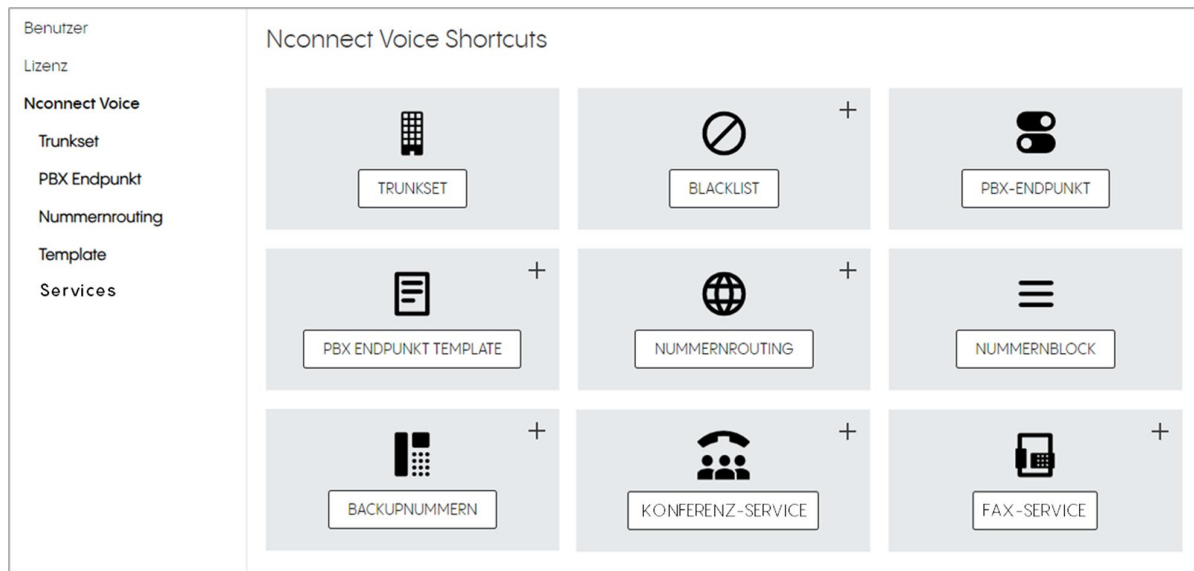 Benutzer
Lizenz
Nconnect Voice
Trunkset
PBX Endpunkt
Nummernrouting
Template
Services
Nconnect Voice Shortcuts
TRUNKSET
BLACKLIST
PBX-ENDPUNKT
PBX ENDPUNKT TEMPLATE
NUMMERNROUTING
NUMMERNBLOCK
BACKUPNUMMERN
KONFERENZ-SERVICE
FAX-SERVICE